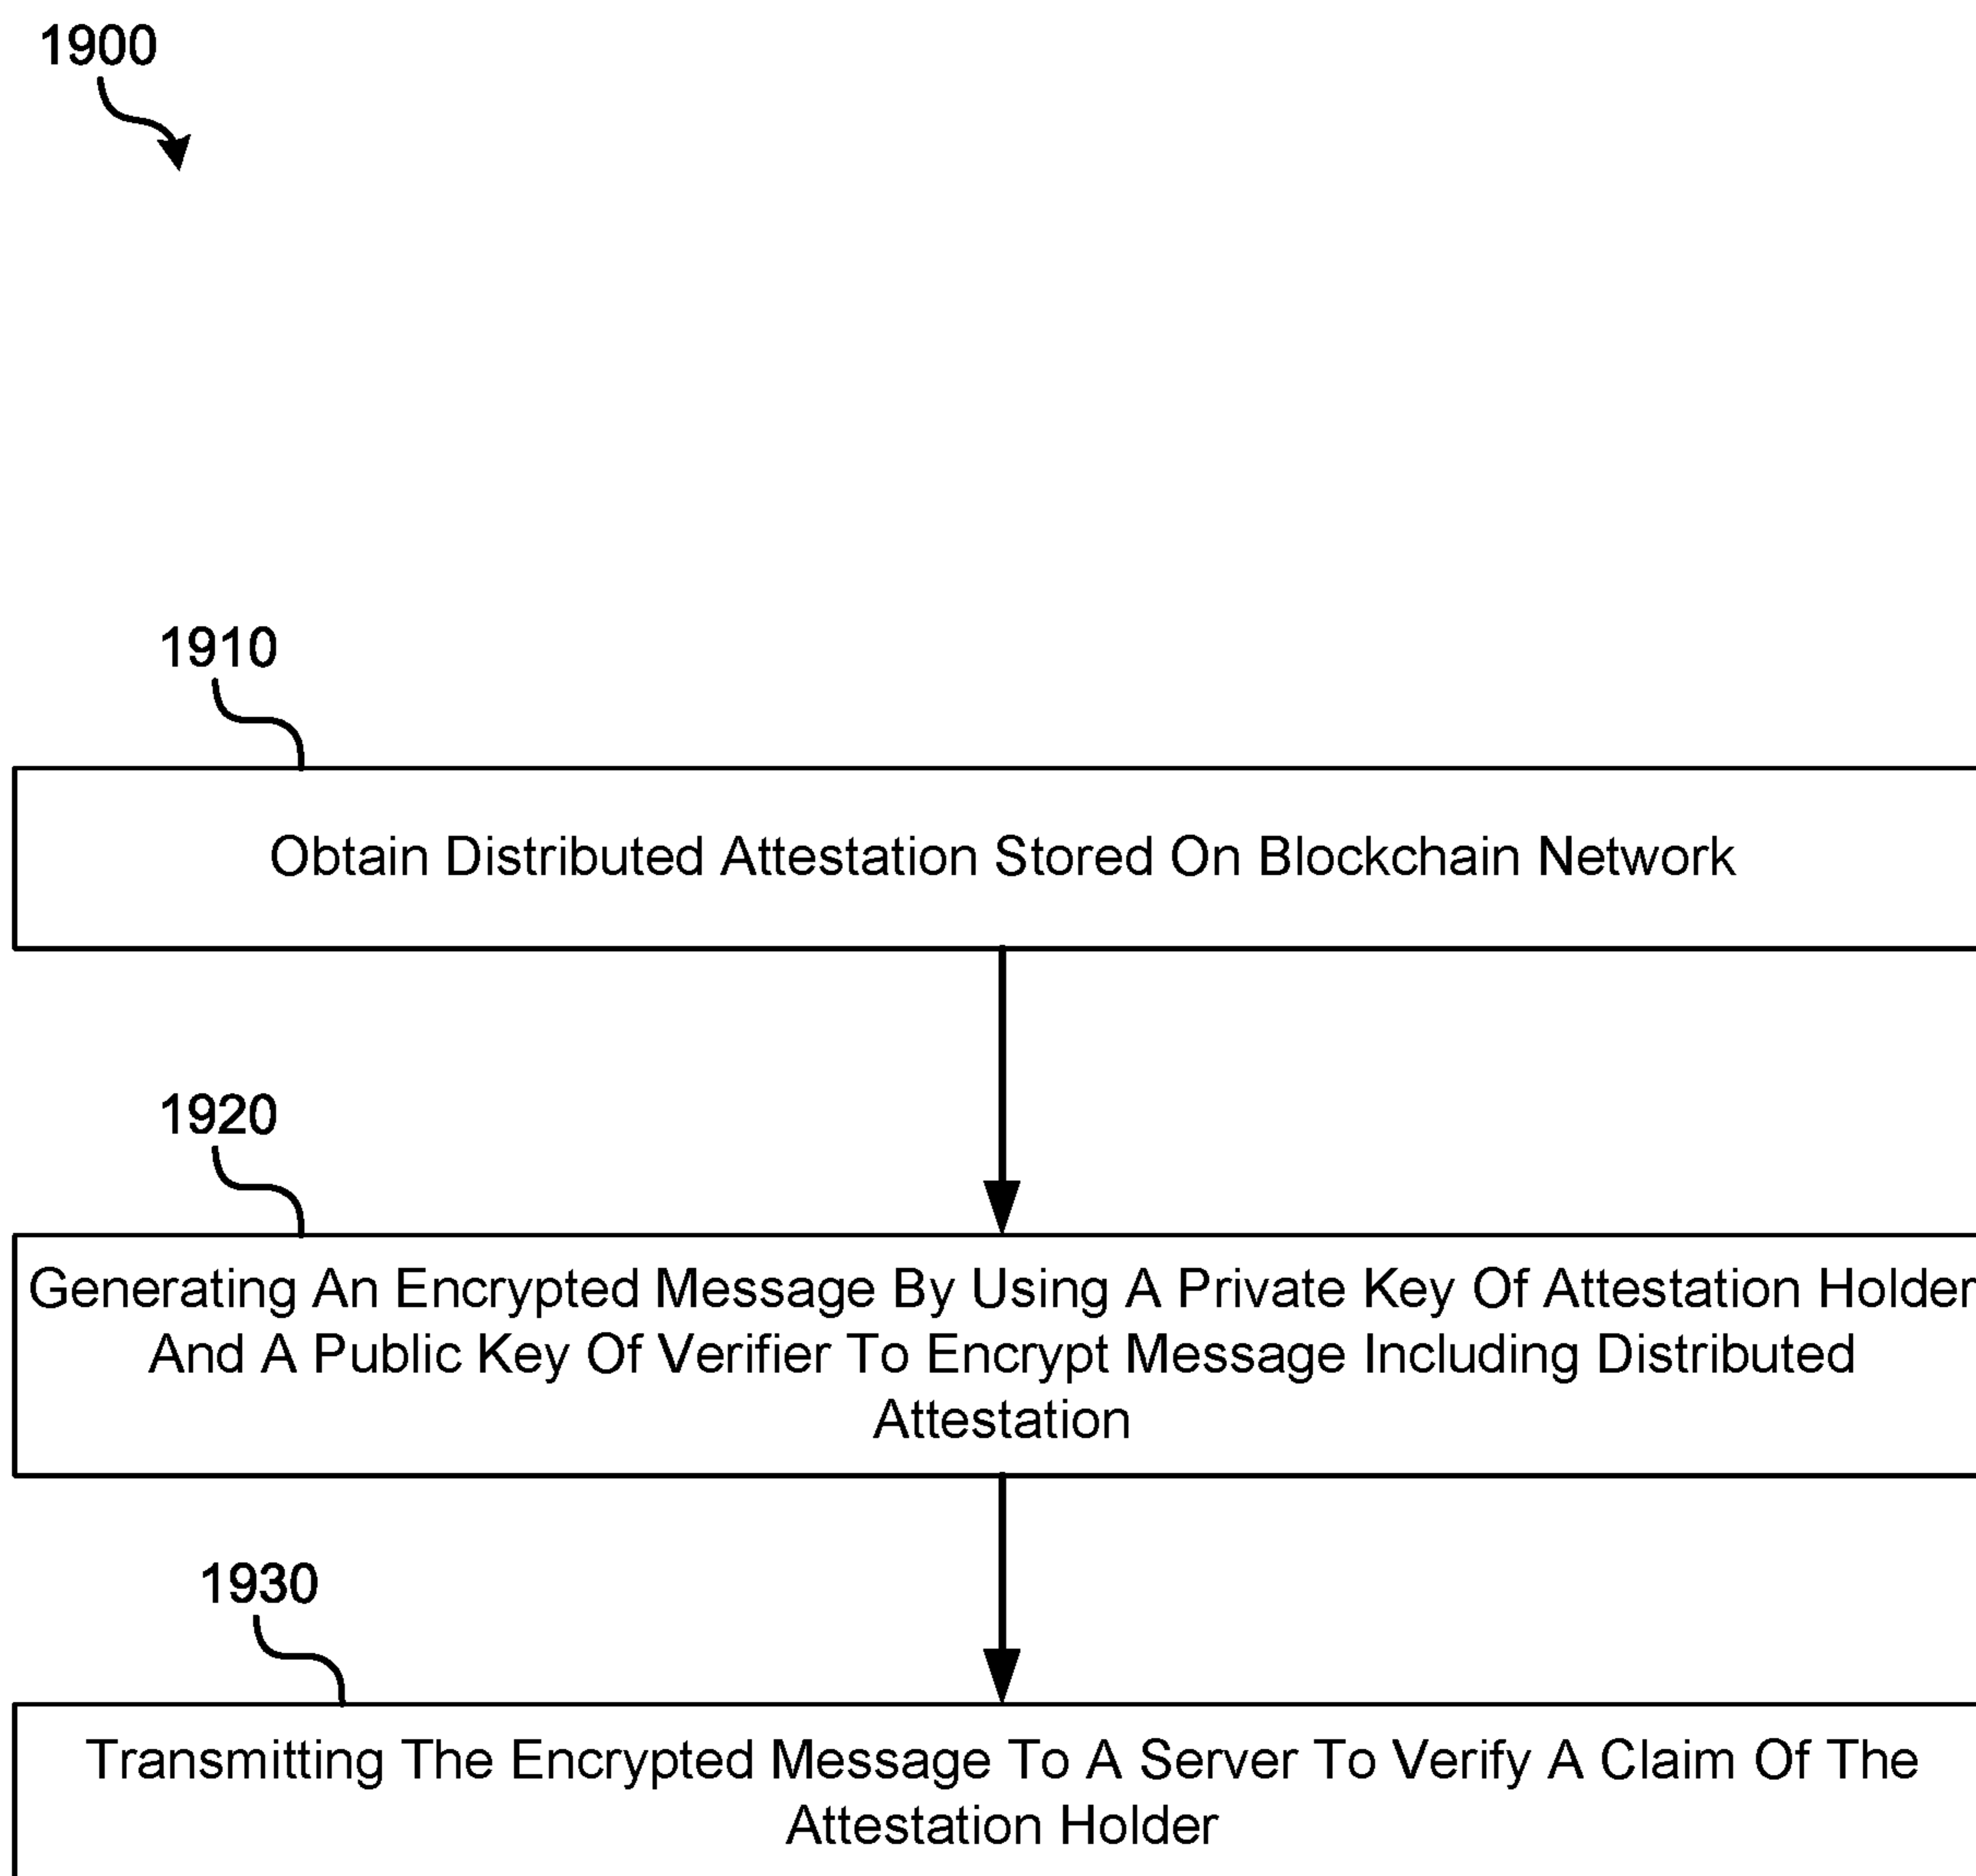 1900
1910
Obtain Distributed Attestation Stored On Blockchain Network
1920
Generating An Encrypted Message By Using A Private Key Of Attestation Holder
And A Public Key Of Verifier To Encrypt Message Including Distributed
Attestation
1930
Transmitting The Encrypted Message To A Server To Verify A Claim Of The
Attestation Holder